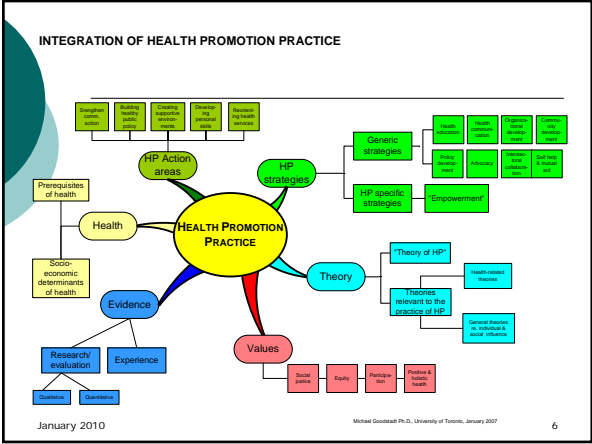 INTEGRATION OF HEALTH PROMOTION PRACTICE
Strengthen
comm.
action
Building
healthy
public
policy
Creating
supportive
environ-
ments
Develop-
ing
personal
skills
Reorient-
ing health
services
HP Action
areas
HP
strategies
Generic
strategies
Health
education
Health
communi-
cation
Organiza-
tional
develop-
ment
Commu-
nity
develop-
ment
Policy
develop-
ment
Advocacy
Intersec-
toral
collabora-
tion
Self help
& mutual
aid
HP specific
strategies
"Empowerment"
Prerequisites
of health
Health
Socio-
economic
determinants
of health
HEALTH PROMOTION
PRACTICE
Theory
"Theory of HP"
Theories
relevant to the
practice of HP
Health-related
theories
General theories
re. individual &
social influence
Evidence
Research/
evaluation
Experience
Qualitative
Quantitative
Values
Social
justice
Equity
Participa-
tion
Positive &
holistic
health
January 2010
Michael Goodstadt Ph.D., University of Toronto, January 2007
6